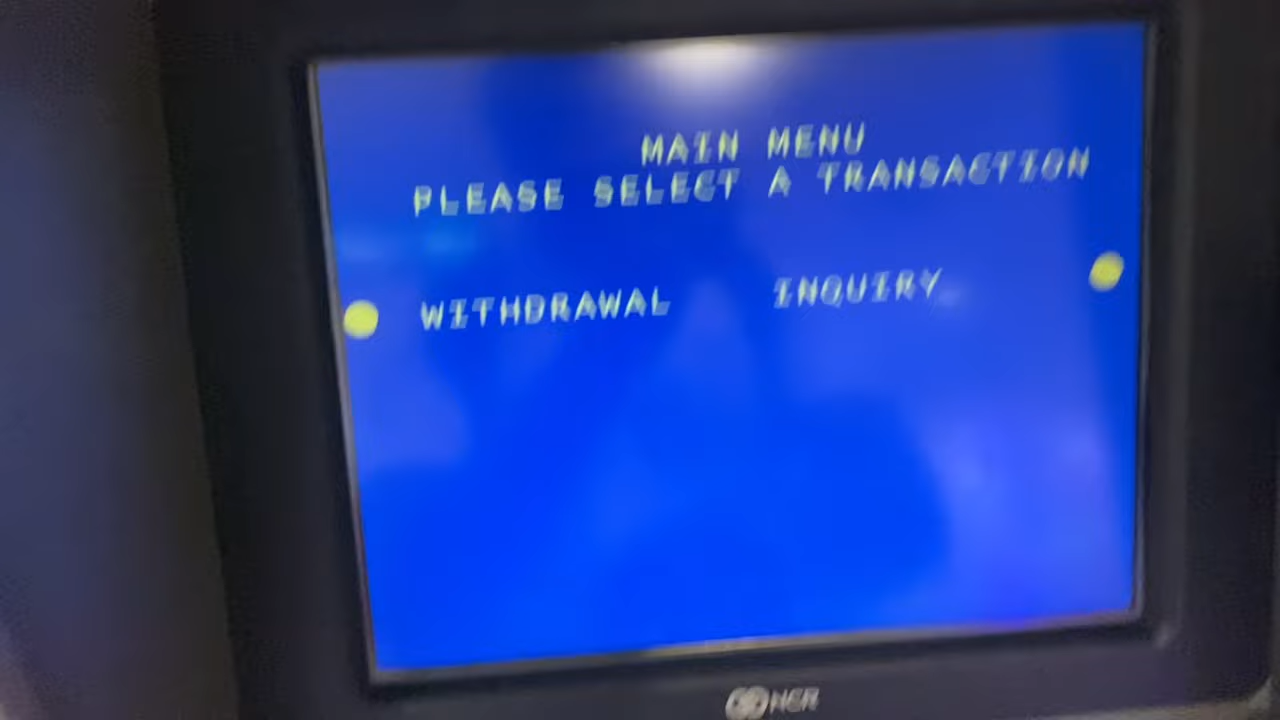 MAIN MENU
PLEASE SELECT A TRANSACTION
WITHDRAWAL INQUIRY
NCR